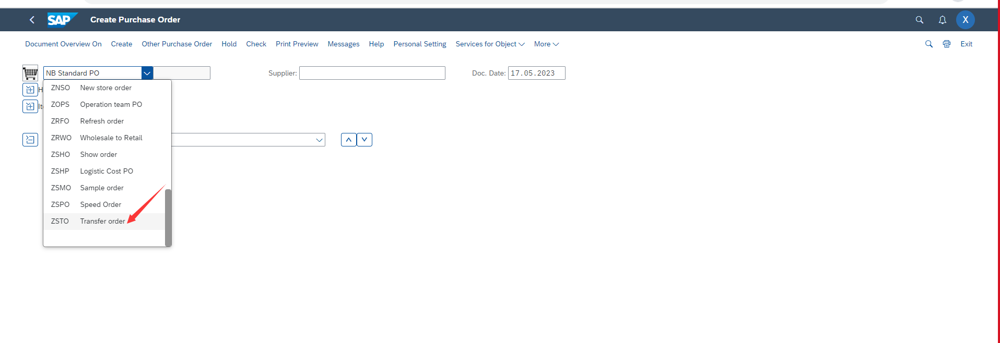 SAP Create Purchase Order X
Document Overview On Create Other Purchase Order Hold Check Print Preview Messages Help Personal Setting Services for Object More Exit
NB Standard PO Supplier: Doc. Date: 17.05.2023
H
It
ZNSO New store order
ZOPS Operation team PO
ZRFO Refresh order
ZRWO Wholesale to Retail
ZSHO Show order
ZSHP Logistic Cost PO
ZSMO Sample order
ZSPO Speed Order
ZSTO Transfer order